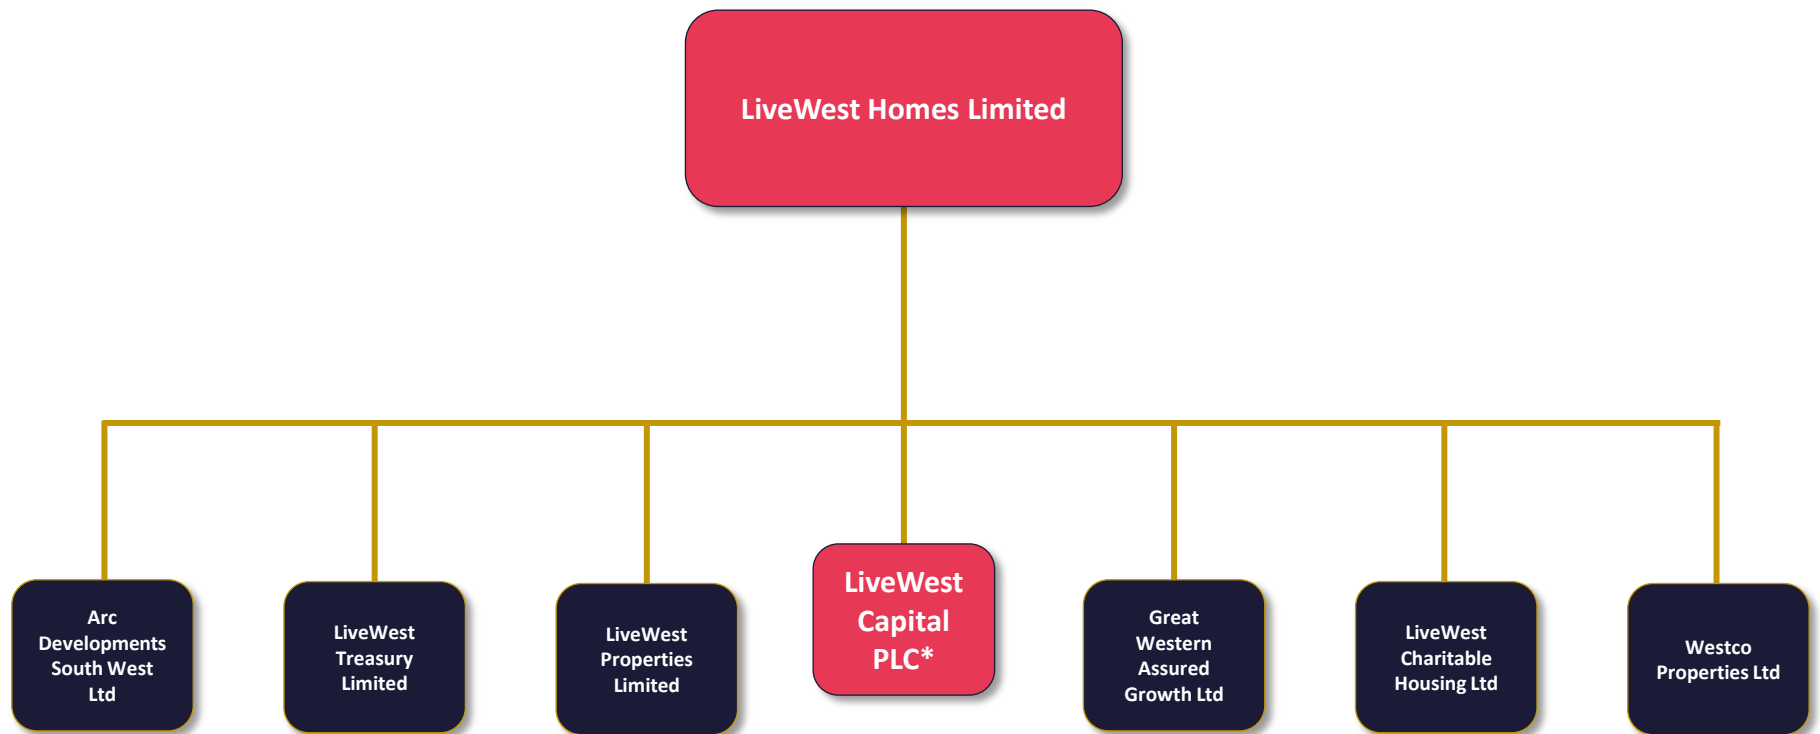 LiveWest Homes Limited
Arc
Developments
South West
Ltd
LiveWest
Treasury
Limited
LiveWest
Properties
Limited
LiveWest
Capital
PLC*
Great
Western
Assured
Growth Ltd
LiveWest
Charitable
Housing Ltd
Westco
Properties Ltd